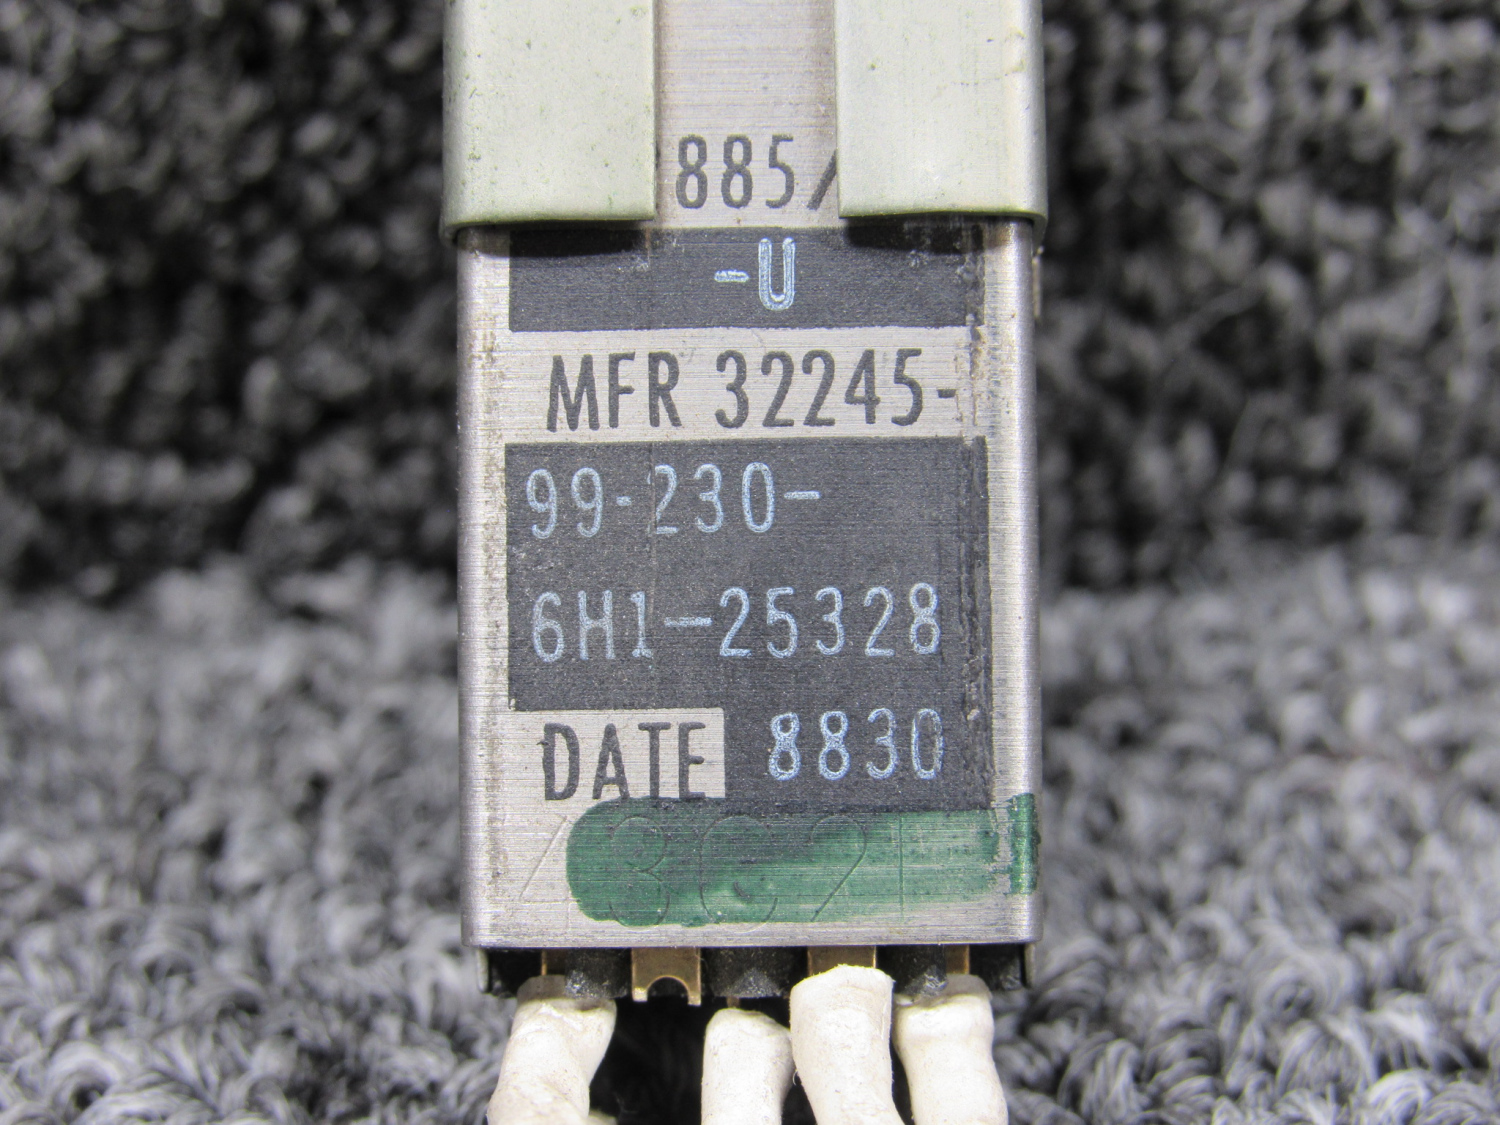 885/
-U
MFR 32245-
99-230-
6H1-25328
DATE 8830